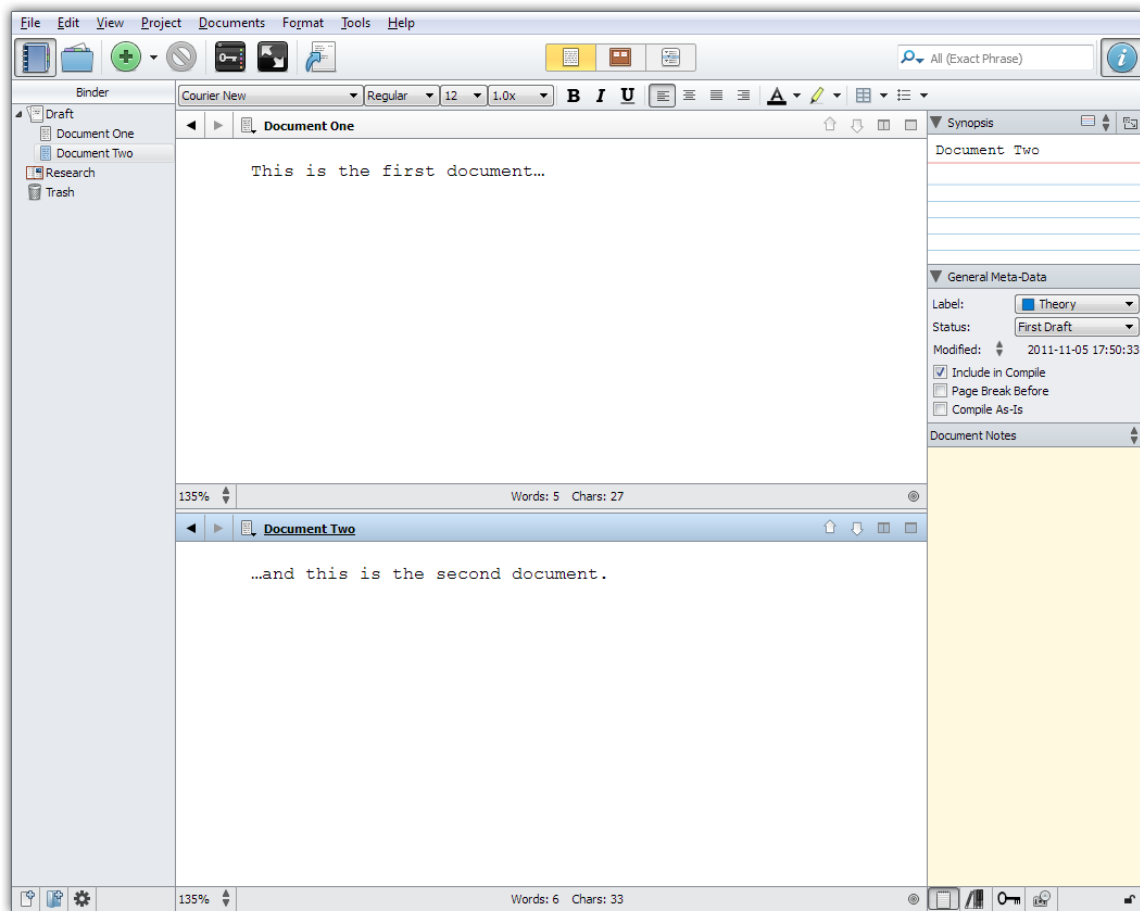 File Edit View Project Documents Format Tools Help
All (Exact Phrase)
Binder
Courier New Regular 12 1.0x B I U A
Draft
Document One
Document Two
Research
Trash
Document One
This is the first document…
135% Words: 5 Chars: 27
Document Two
…and this is the second document.
135% Words: 6 Chars: 33
Synopsis
Document Two
General Meta-Data
Label: Theory
Status: First Draft
Modified: 2011-11-05 17:50:33
Include in Compile
Page Break Before
Compile As-Is
Document Notes